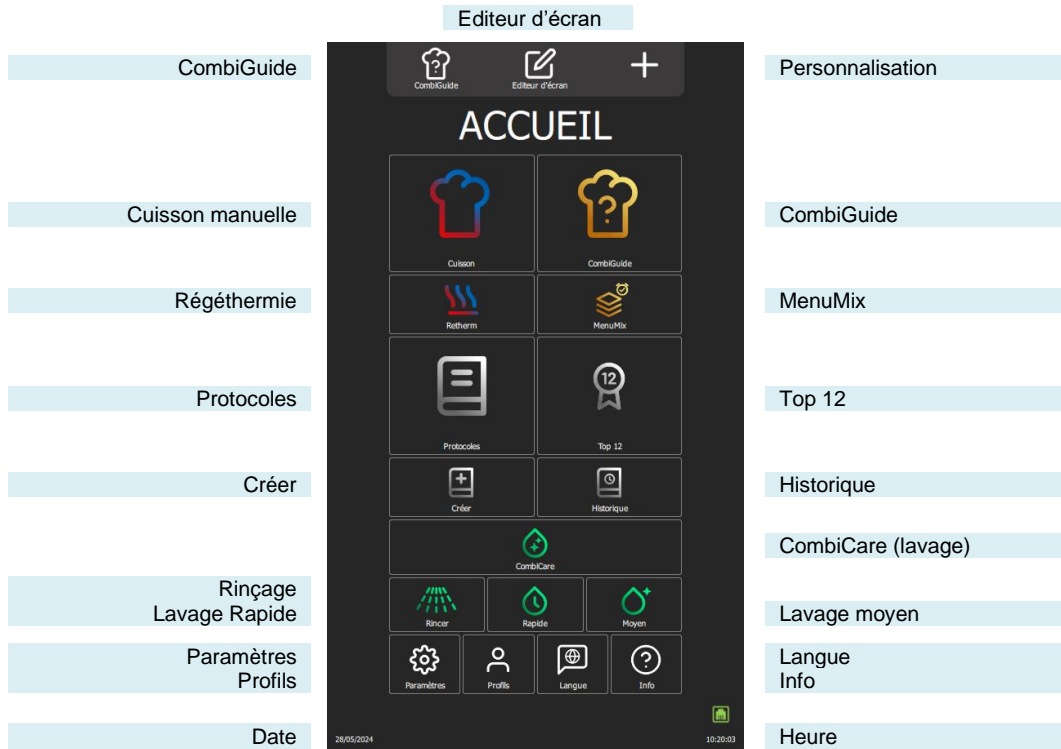 Editeur d’écran
CombiGuide
Personnalisation
CombiGuide
Editeur d'écran
ACCUEIL
Cuisson manuelle
CombiGuide
?
Cuisson
CombiGuide
Régéthermie
MenuMix
Retherm
MenuMix
Protocoles
Top 12
12
Protocoles
Top 12
Créer
Historique
Créer
Historique
CombiCare (lavage)
CombiCare
Rinçage
Lavage Rapide
Lavage moyen
Rincer
Rapide
Moyen
Paramètres
Langue
Profils
Info
Paramètres
Profils
Langue
Info
Date
Heure
28/05/2024
10:20:03